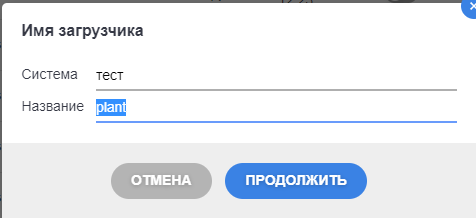 Имя загрузчика
Система тест
Название plant
ОТМЕНА ПРОДОЛЖИТЬ